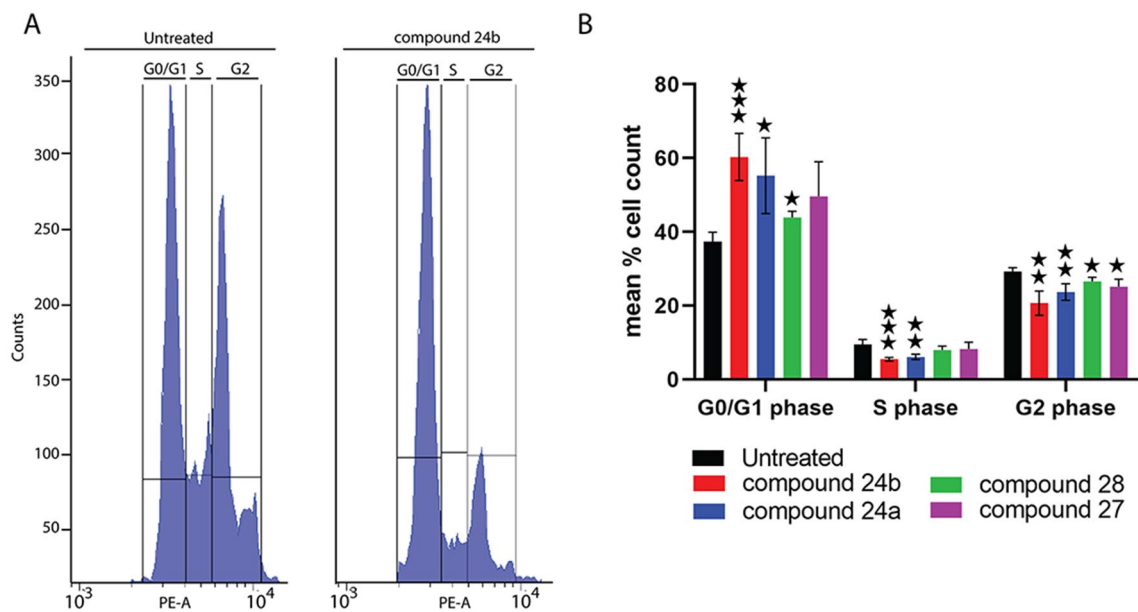 A
Untreated
compound 24b
G0/G1 S G2
G0/G1 S G2
350
300
250
200
150
100
50
Counts
10³ PE-A 10⁴
10³ PE-A 10⁴
B
mean % cell count
80
60
40
20
0
★★★ ★ ★
★★★ ★★
★★ ★★ ★ ★
G0/G1 phase S phase G2 phase
Untreated
compound 24b
compound 24a
compound 28
compound 27